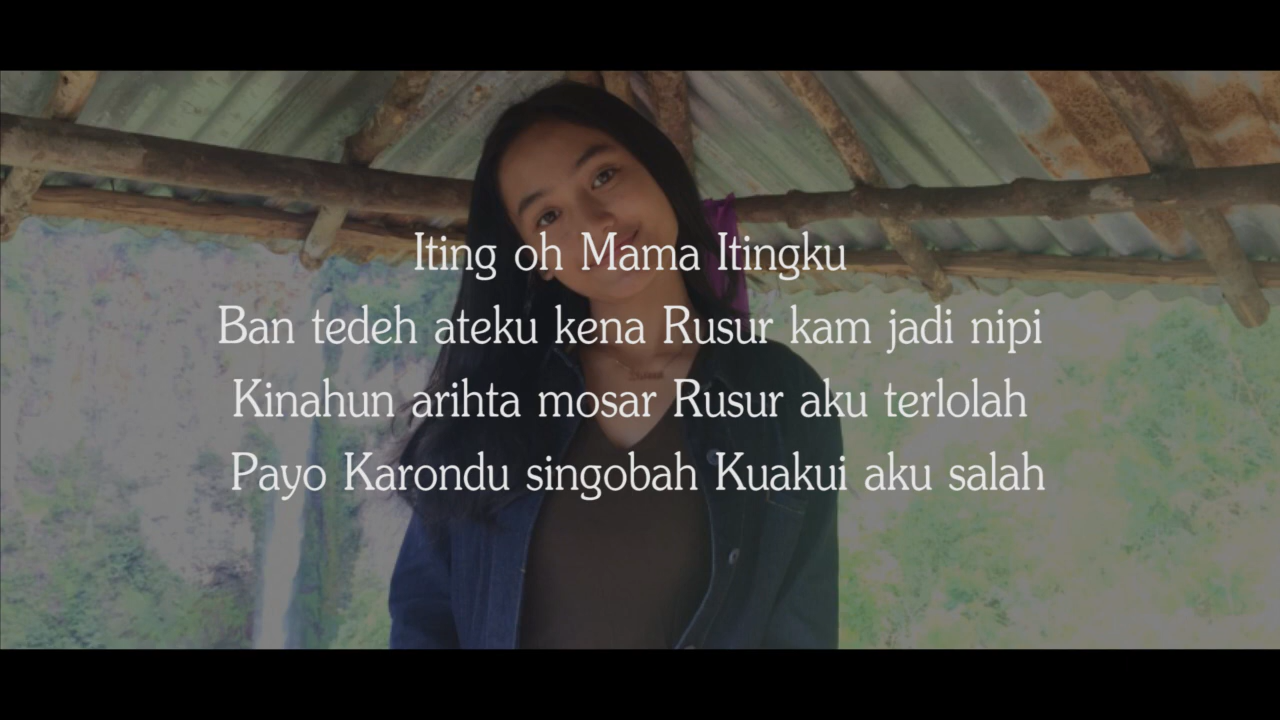 Iting oh Mama Itingku
Ban tedeh ateku kena Rusur kam jadi nipi
Kinahun arihta mosar Rusur aku terlolah
Payo Karondu singobah Kuakui aku salah